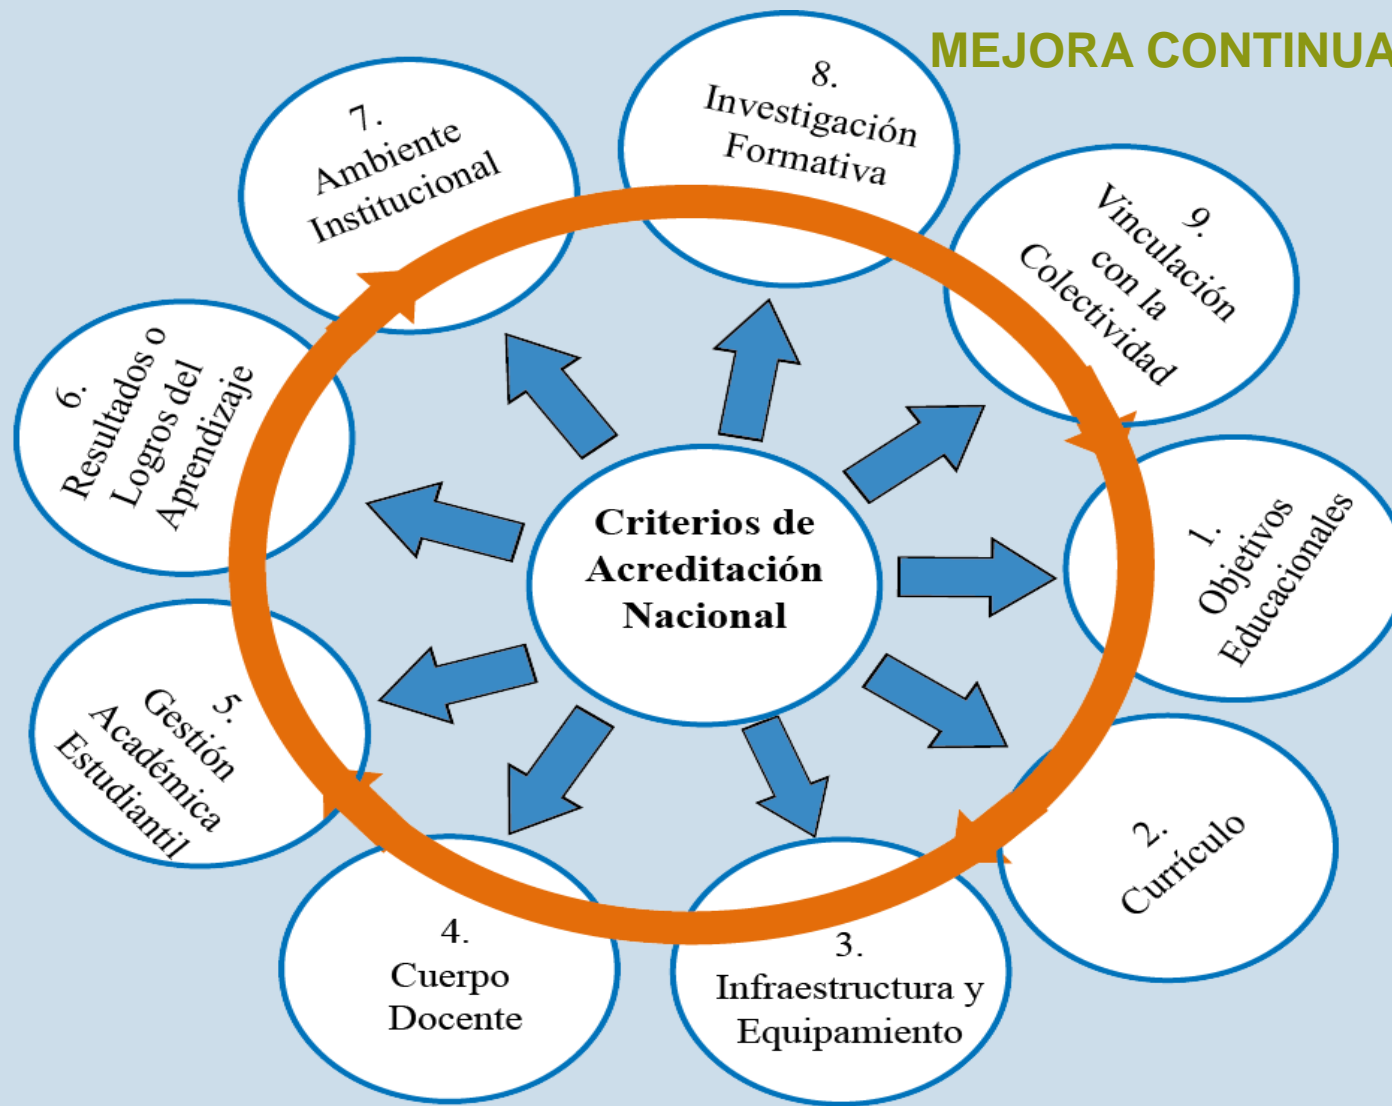 MEJORA CONTINUA
Criterios de
Acreditación
Nacional
1.
Objetivos
Educacionales
2.
Currículo
3.
Infraestructura y
Equipamiento
4.
Cuerpo
Docente
5.
Gestión
Académica
Estudiantil
6.
Resultados o
Logros del
Aprendizaje
7.
Ambiente
Institucional
8.
Investigación
Formativa
9.
Vinculación
con la
Colectividad